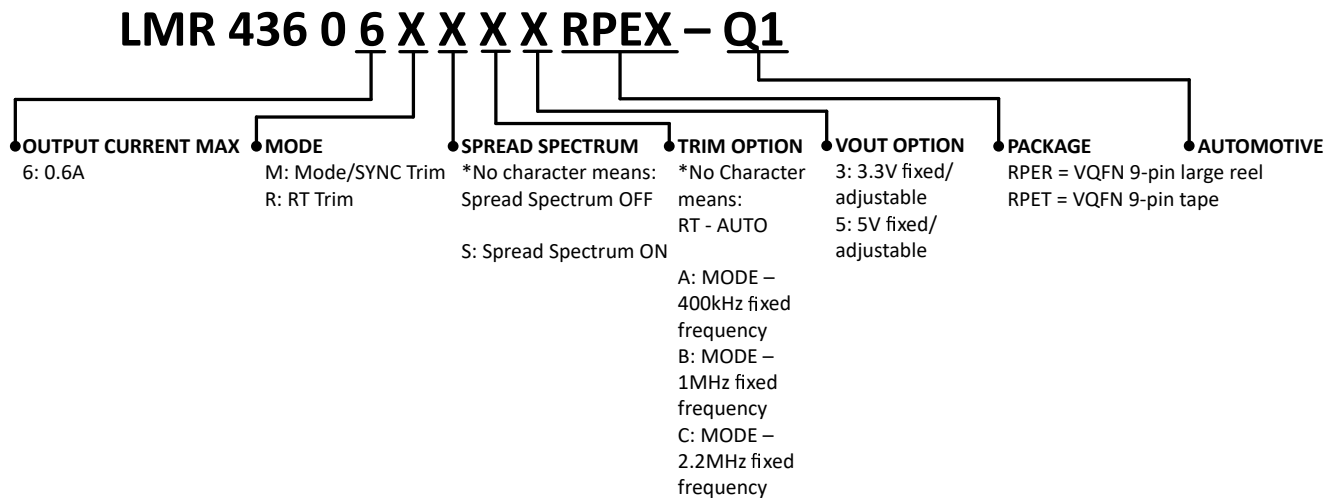 LMR 436 0 6 X X X X RPEX – Q1
OUTPUT CURRENT MAX
6: 0.6A
MODE
M: Mode/SYNC Trim
R: RT Trim
SPREAD SPECTRUM
*No character means:
Spread Spectrum OFF
S: Spread Spectrum ON
TRIM OPTION
*No Character
means:
RT - AUTO
A: MODE –
400kHz fixed
frequency
B: MODE –
1MHz fixed
frequency
C: MODE –
2.2MHz fixed
frequency
VOUT OPTION
3: 3.3V fixed/
adjustable
5: 5V fixed/
adjustable
PACKAGE
RPER = VQFN 9-pin large reel
RPET = VQFN 9-pin tape
AUTOMOTIVE